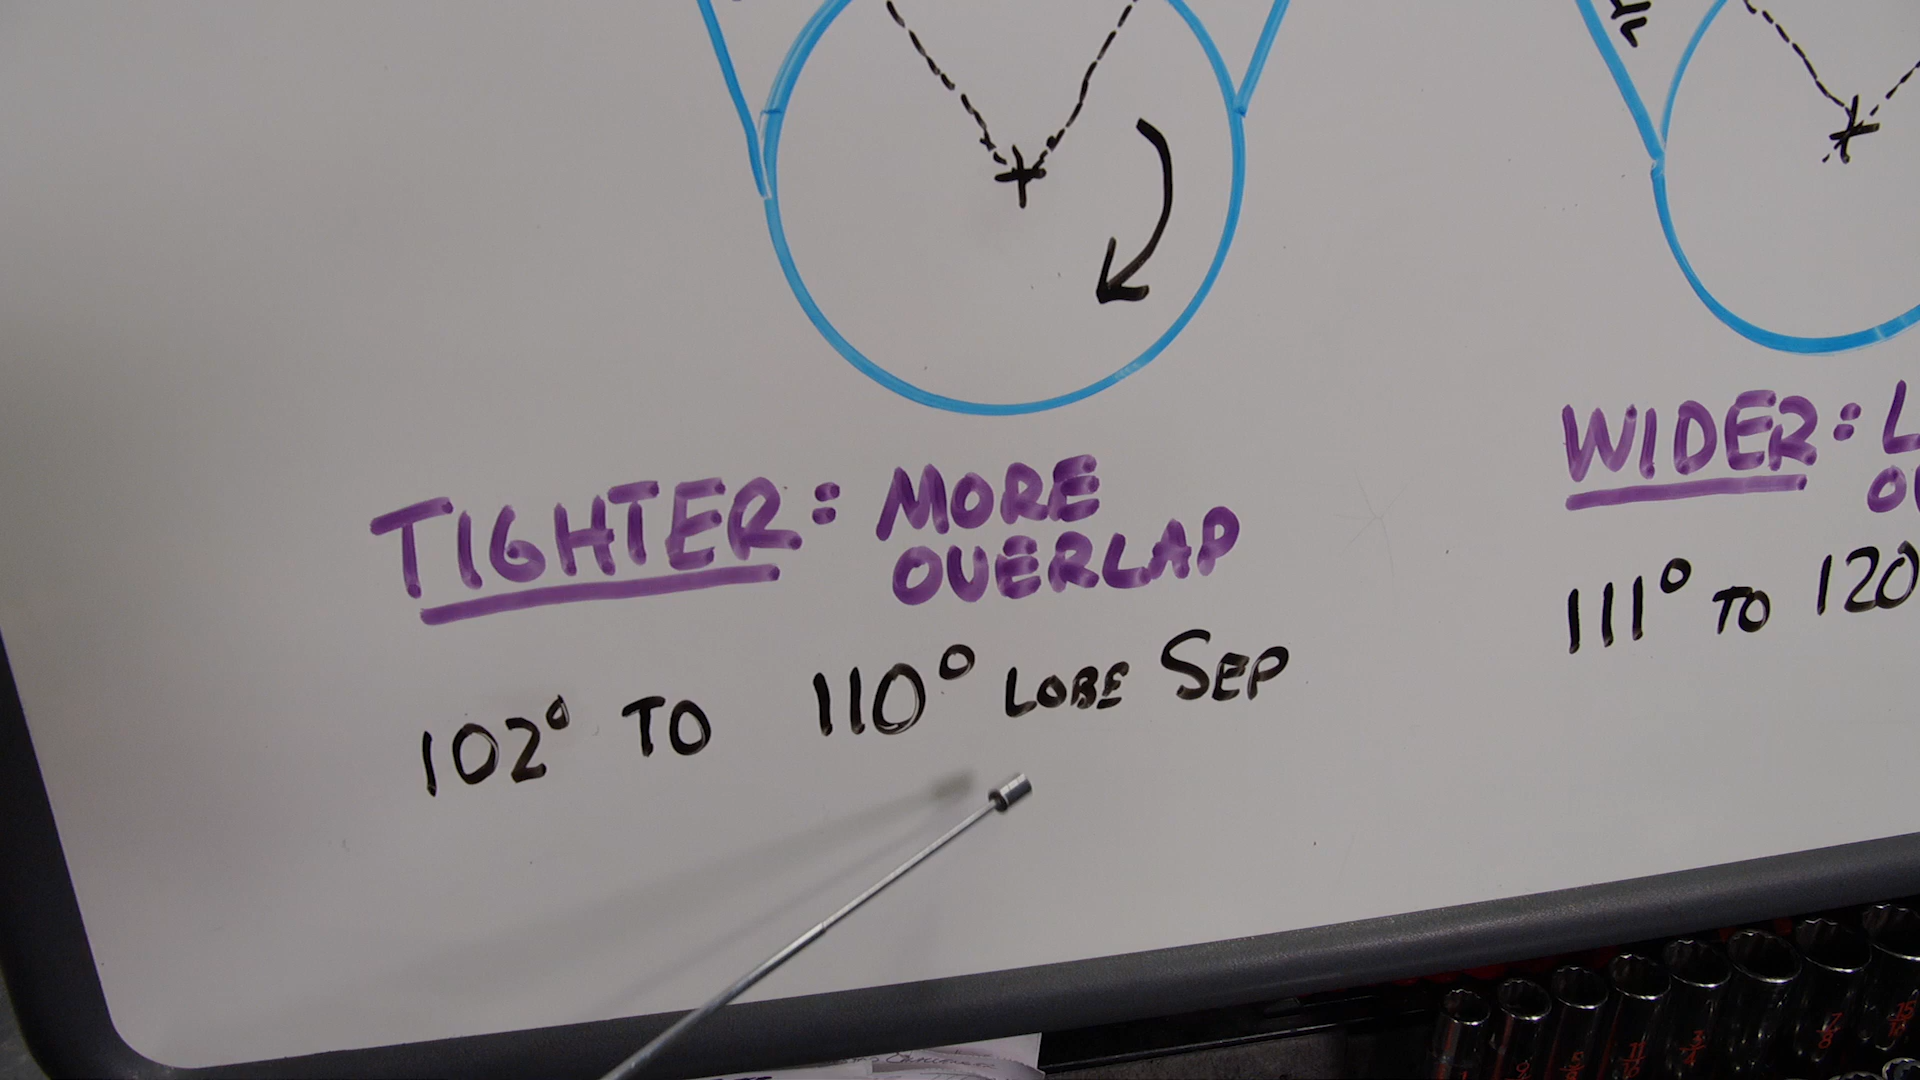 TIGHTER: MORE
OVERLAP
102° TO 110° LOBE SEP
WIDER:
111° TO 120